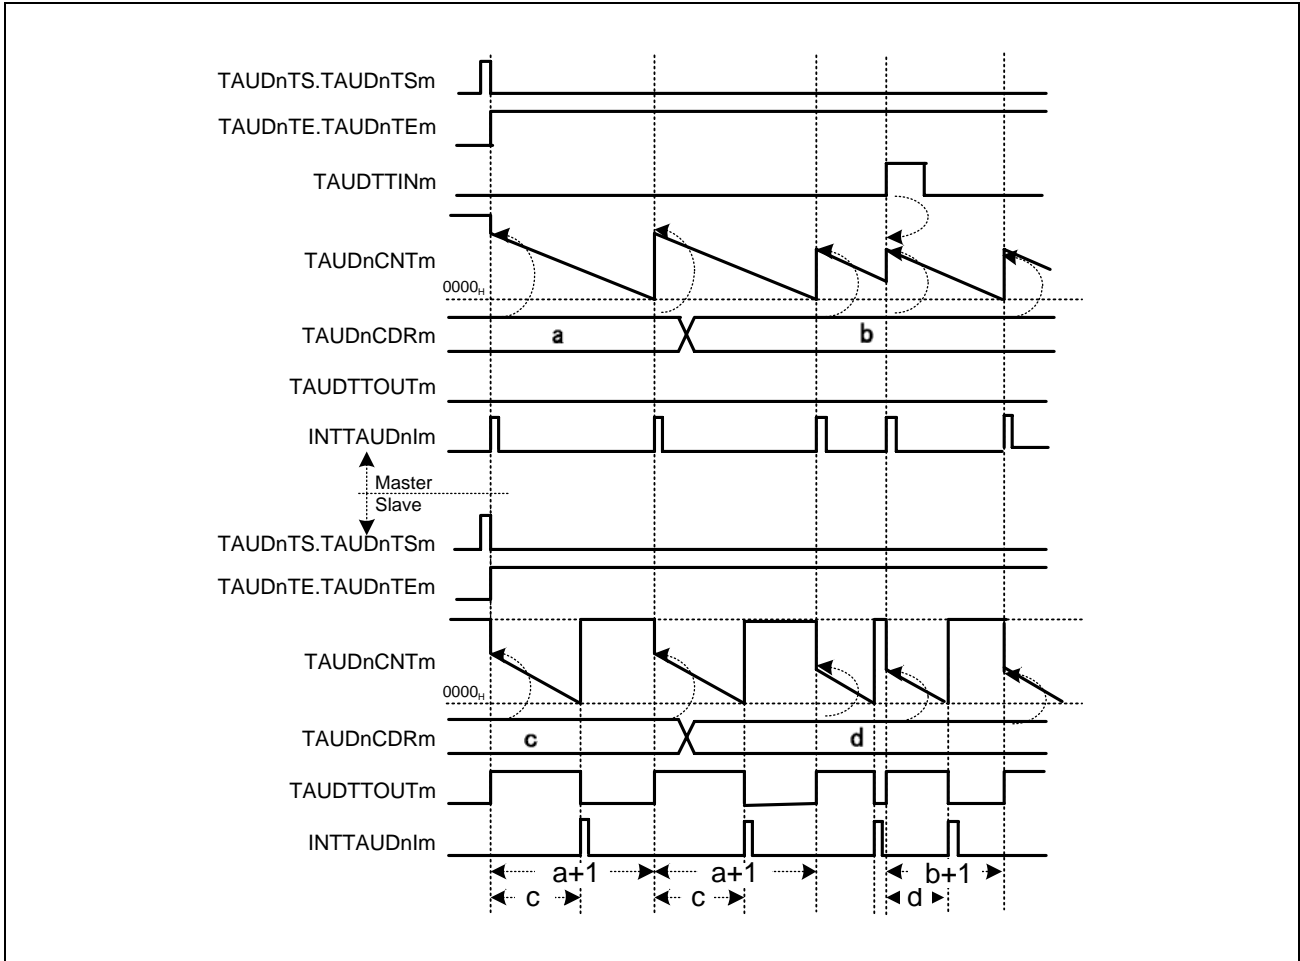 TAUDnTS.TAUDnTSm
TAUDnTE.TAUDnTEm
TAUDTTINm
TAUDnCNTm
0000H
TAUDnCDRm
a
b
TAUDTTOUTm
INTTAUDnIm
Master
Slave
TAUDnTS.TAUDnTSm
TAUDnTE.TAUDnTEm
TAUDnCNTm
0000H
TAUDnCDRm
c
d
TAUDTTOUTm
INTTAUDnIm
a+1 a+1 b+1
c c d